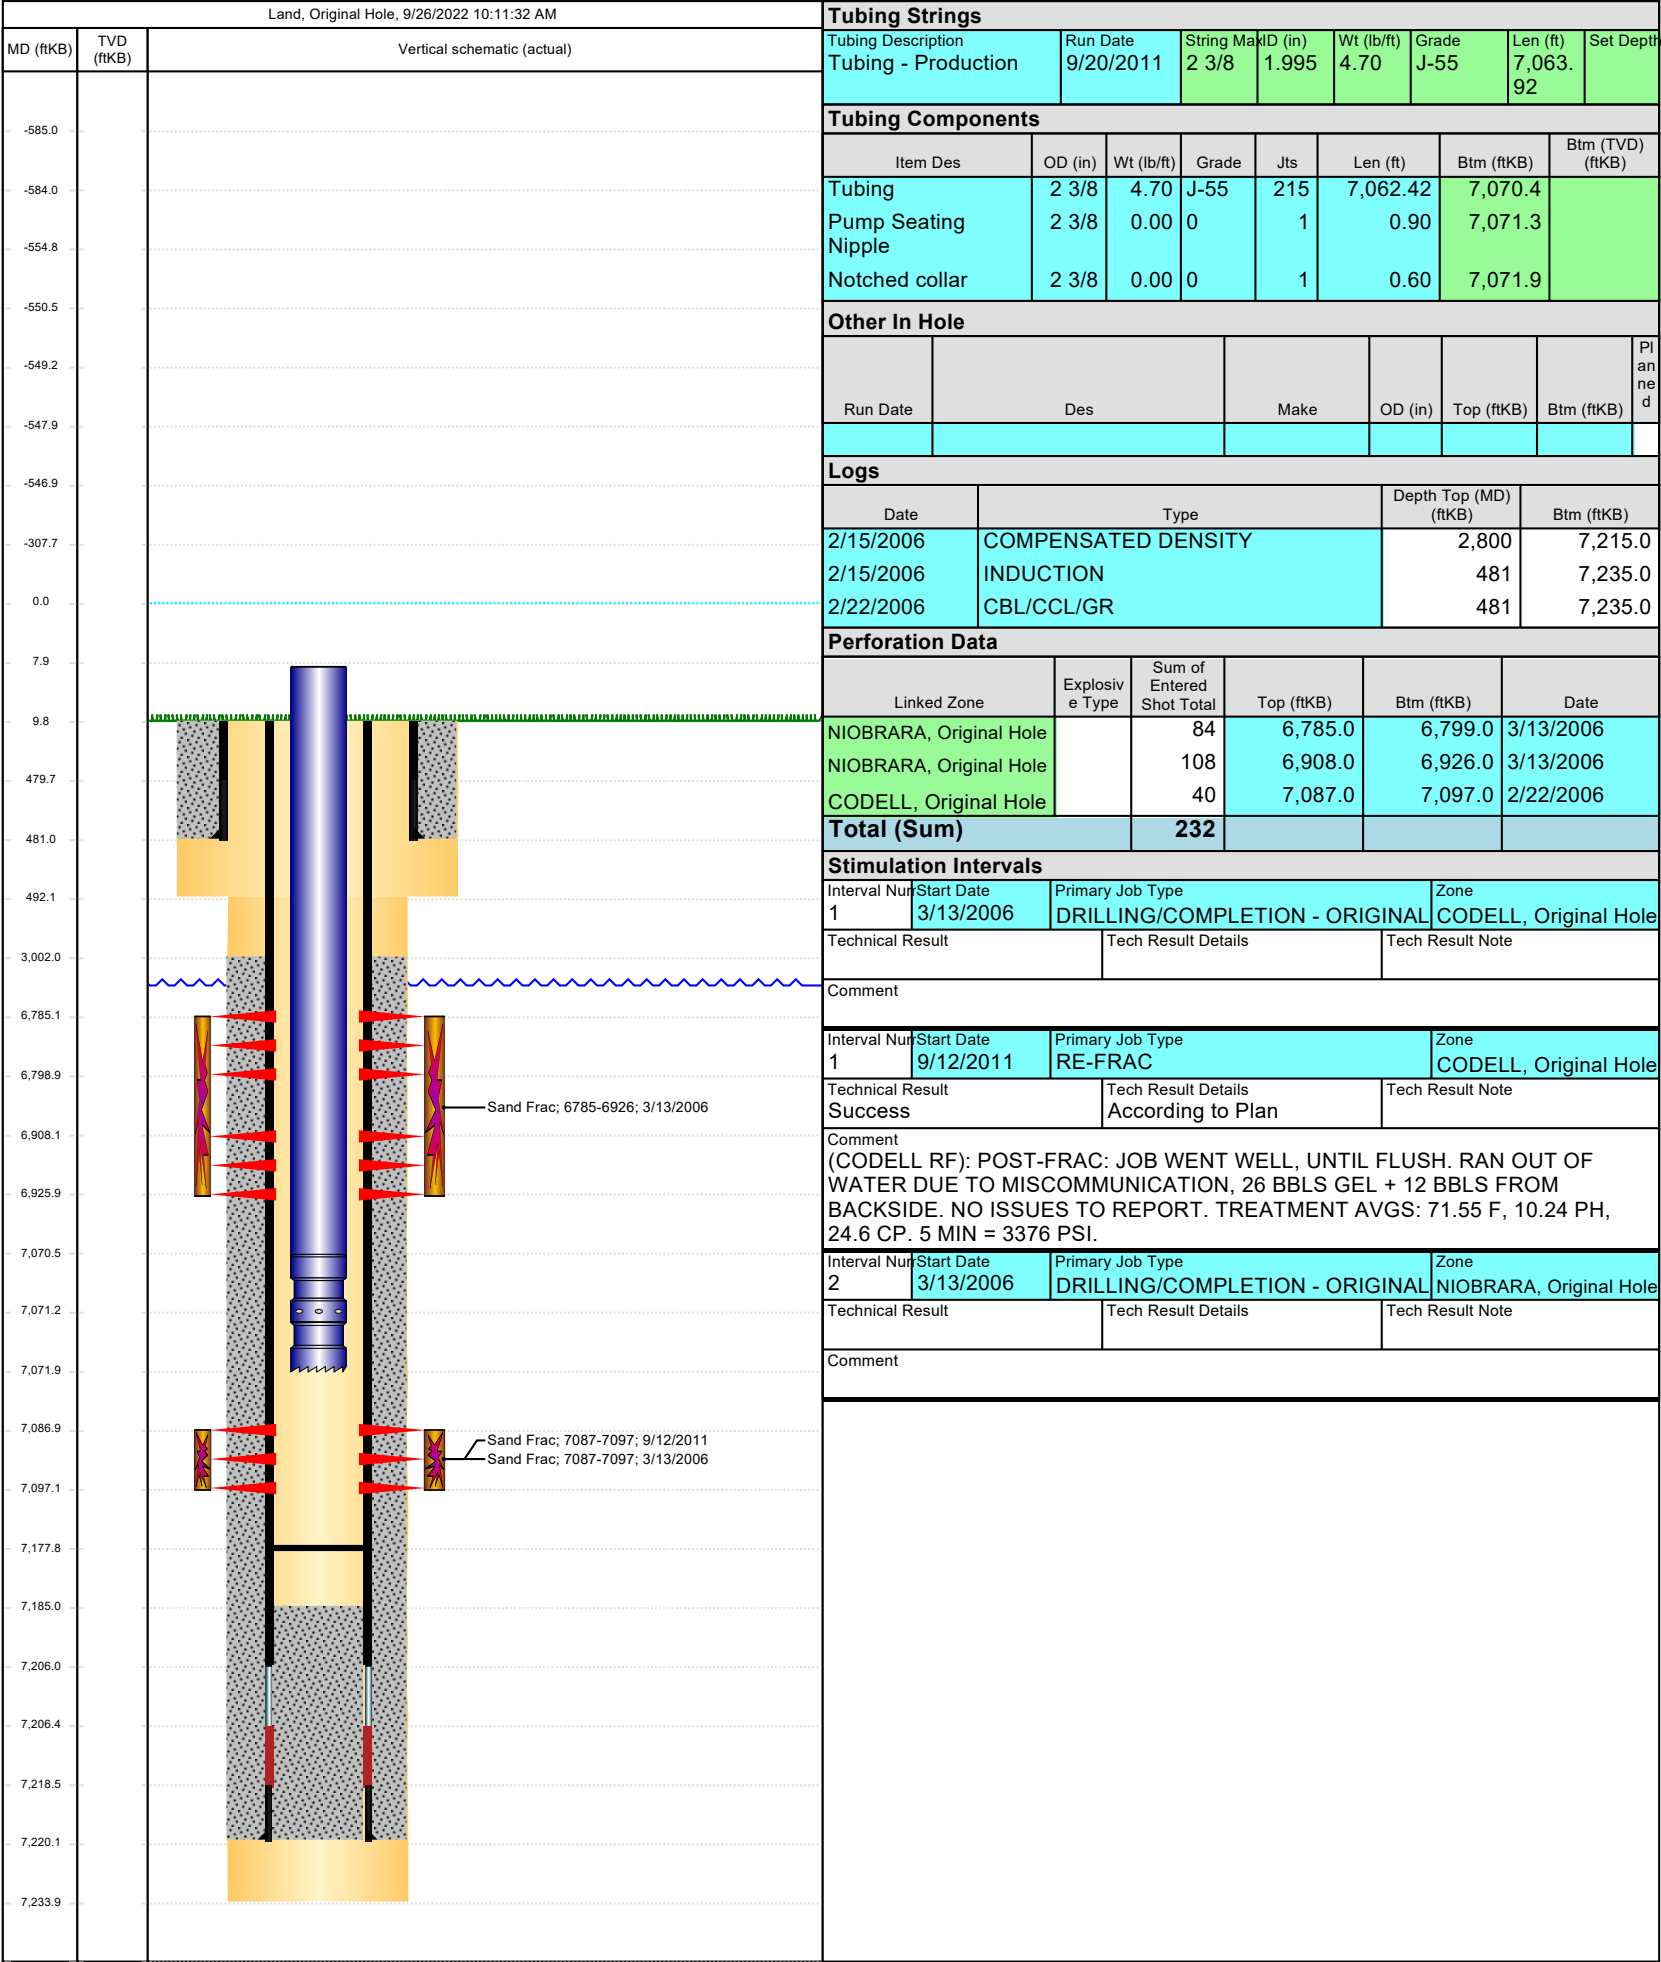 Land, Original Hole, 9/26/2022 10:11:32 AM
MD (ftKB)
TVD
(ftKB)
Vertical schematic (actual)
-585.0
-584.0
-554.8
-550.5
-549.2
-547.9
-546.9
-307.7
0.0
7.9
9.8
479.7
481.0
492.1
3,002.0
6,785.1
6,798.9
6,908.1
6,925.9
7,070.5
7,071.2
7,071.9
7,086.9
7,097.1
7,177.8
7,185.0
7,206.0
7,206.4
7,218.5
7,220.1
7,233.9
Sand Frac; 6785-6926; 3/13/2006
Sand Frac; 7087-7097; 9/12/2011
Sand Frac; 7087-7097; 3/13/2006
Tubing Strings
Tubing Description Run Date String Max ID (in) Wt (lb/ft) Grade Len (ft) Set Depth
Tubing - Production 9/20/2011 2 3/8 1.995 4.70 J-55 7,063.
92
Tubing Components
Item Des OD (in) Wt (lb/ft) Grade Jts Len (ft) Btm (ftKB) Btm (TVD)
(ftKB)
Tubing 2 3/8 4.70 J-55 215 7,062.42 7,070.4
Pump Seating 2 3/8 0.00 0 1 0.90 7,071.3
Nipple
Notched collar 2 3/8 0.00 0 1 0.60 7,071.9
Other In Hole
Run Date Des Make OD (in) Top (ftKB) Btm (ftKB) Pl
an
ne
d
Logs
Date Type Depth Top (MD)
(ftKB) Btm (ftKB)
2/15/2006 COMPENSATED DENSITY 2,800 7,215.0
2/15/2006 INDUCTION 481 7,235.0
2/22/2006 CBL/CCL/GR 481 7,235.0
Perforation Data
Linked Zone Explosiv
e Type Sum of
Entered
Shot Total Top (ftKB) Btm (ftKB) Date
NIOBRARA, Original Hole 84 6,785.0 6,799.0 3/13/2006
NIOBRARA, Original Hole 108 6,908.0 6,926.0 3/13/2006
CODELL, Original Hole 40 7,087.0 7,097.0 2/22/2006
Total (Sum) 232
Stimulation Intervals
Interval Num Start Date Primary Job Type Zone
1 3/13/2006 DRILLING/COMPLETION - ORIGINAL CODELL, Original Hole
Technical Result Tech Result Details Tech Result Note
Comment
Interval Num Start Date Primary Job Type Zone
1 9/12/2011 RE-FRAC CODELL, Original Hole
Technical Result Tech Result Details Tech Result Note
Success According to Plan
Comment
(CODELL RF): POST-FRAC: JOB WENT WELL, UNTIL FLUSH. RAN OUT OF
WATER DUE TO MISCOMMUNICATION, 26 BBLS GEL + 12 BBLS FROM
BACKSIDE. NO ISSUES TO REPORT. TREATMENT AVGS: 71.55 F, 10.24 PH,
24.6 CP. 5 MIN = 3376 PSI.
Interval Num Start Date Primary Job Type Zone
2 3/13/2006 DRILLING/COMPLETION - ORIGINAL NIOBRARA, Original Hole
Technical Result Tech Result Details Tech Result Note
Comment